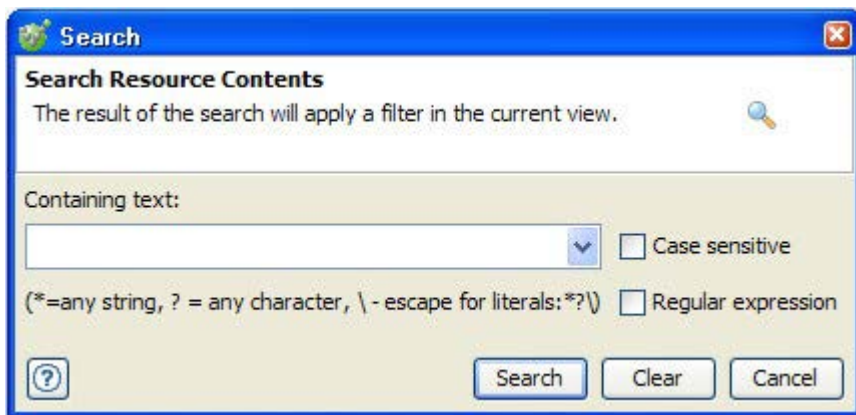 Search
Search Resource Contents
The result of the search will apply a filter in the current view.
Containing text:
Case sensitive
(*=any string, ? = any character, \ - escape for literals:*?\)
Regular expression
?
Search
Clear
Cancel